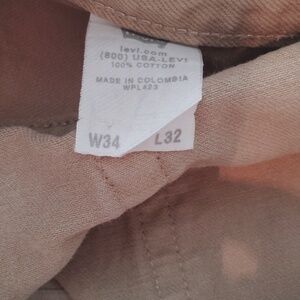 levi.com
(800) USA-LEVI
100% COTTON
MADE IN COLOMBIA
WPL423
W34 L32